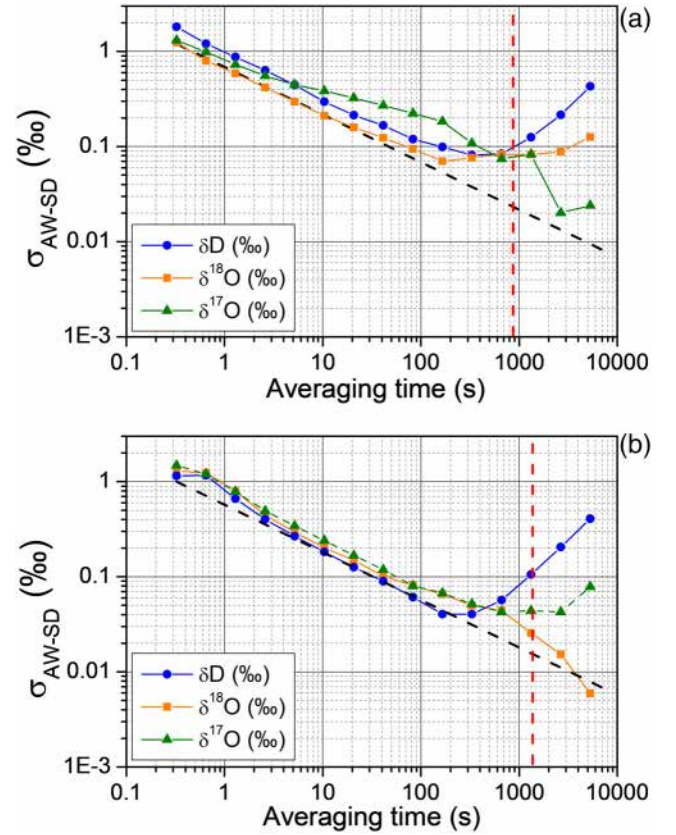 (a)
1
0.1
0.01
1E-3
σAW-SD (‰)
δD (‰)
δ18O (‰)
δ17O (‰)
0.1 1 10 100 1000 10000
Averaging time (s)
(b)
1
0.1
0.01
1E-3
σAW-SD (‰)
δD (‰)
δ18O (‰)
δ17O (‰)
0.1 1 10 100 1000 10000
Averaging time (s)